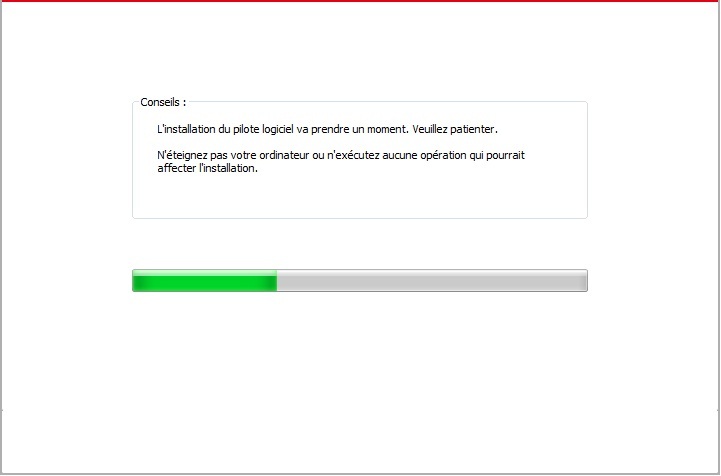 Conseils :
L'installation du pilote logiciel va prendre un moment. Veuillez patienter.
N'éteignez pas votre ordinateur ou n'exécutez aucune opération qui pourrait
affecter l'installation.